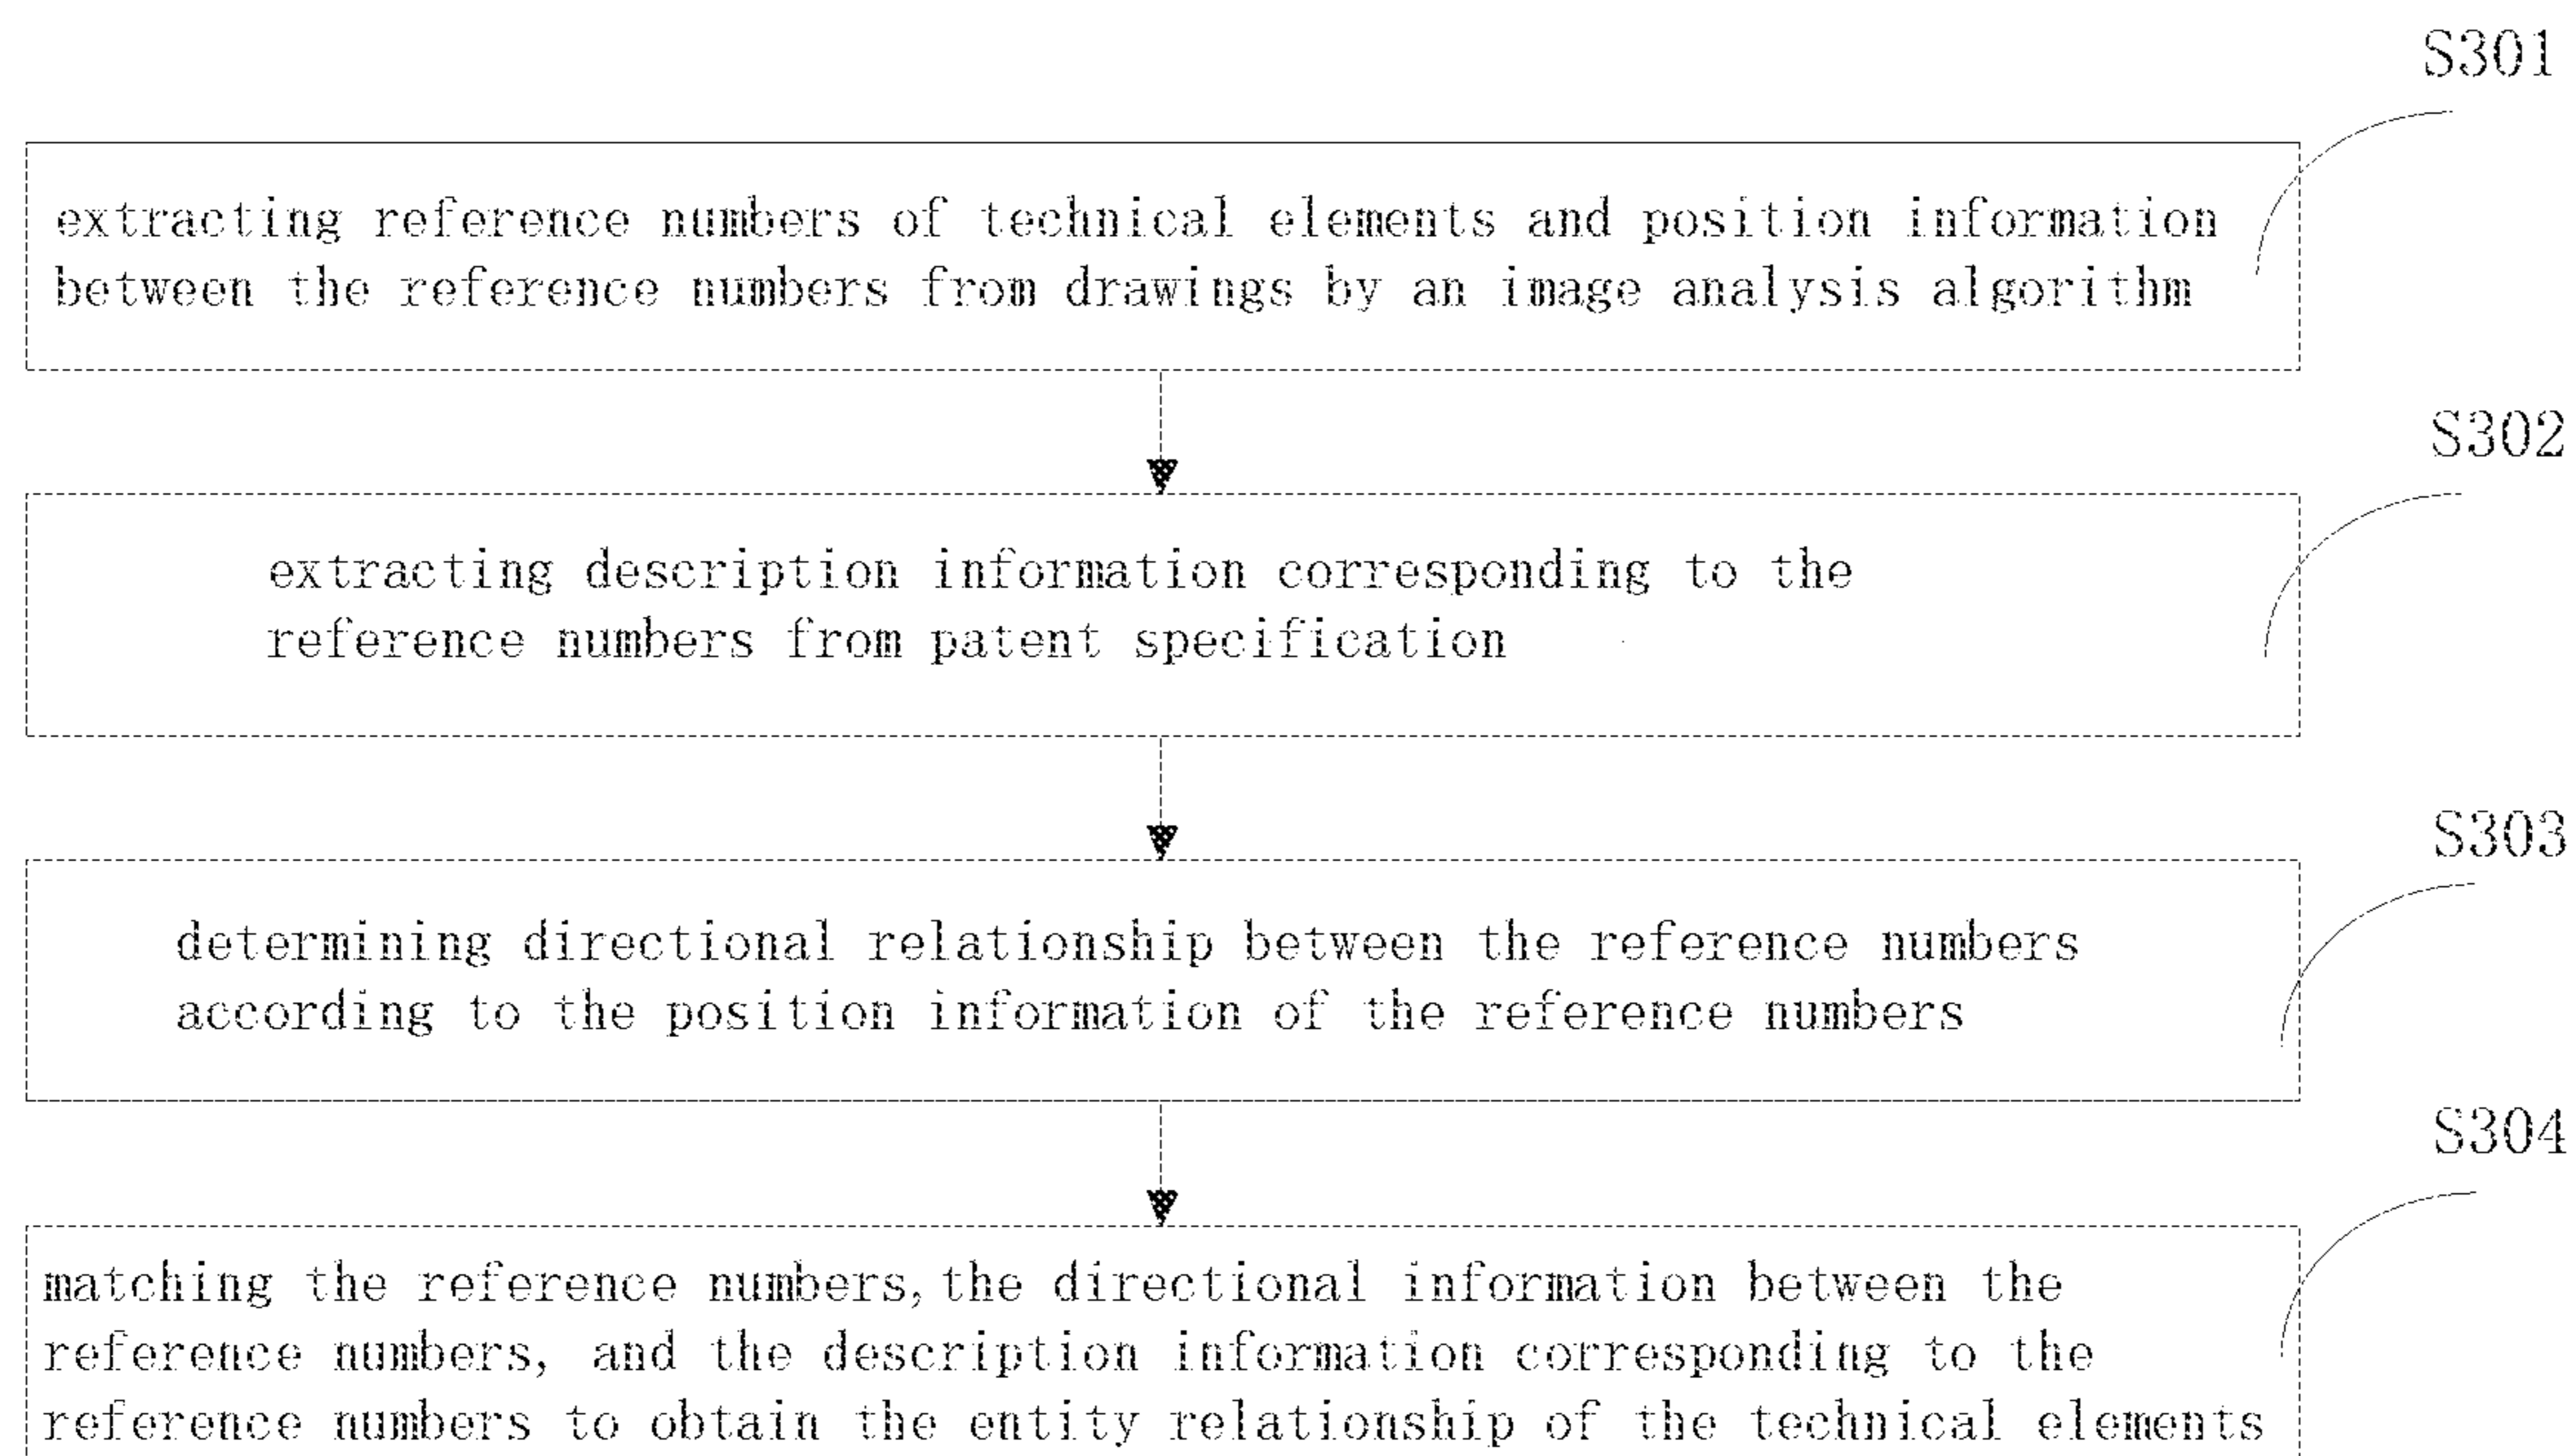 S301
extracting reference numbers of technical elements and position information
between the reference numbers from drawings by an image analysis algorithm
S302
extracting description information corresponding to the
reference numbers from patent specification
S303
determining directional relationship between the reference numbers
according to the position information of the reference numbers
S304
matching the reference numbers, the directional information between the
reference numbers, and the description information corresponding to the
reference numbers to obtain the entity relationship of the technical elements